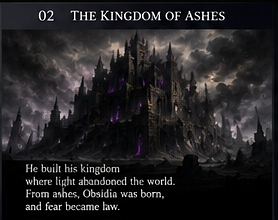 02 The Kingdom of Ashes
He built his kingdom
where light abandoned the world.
From ashes, Obsidia was born,
and fear became law.